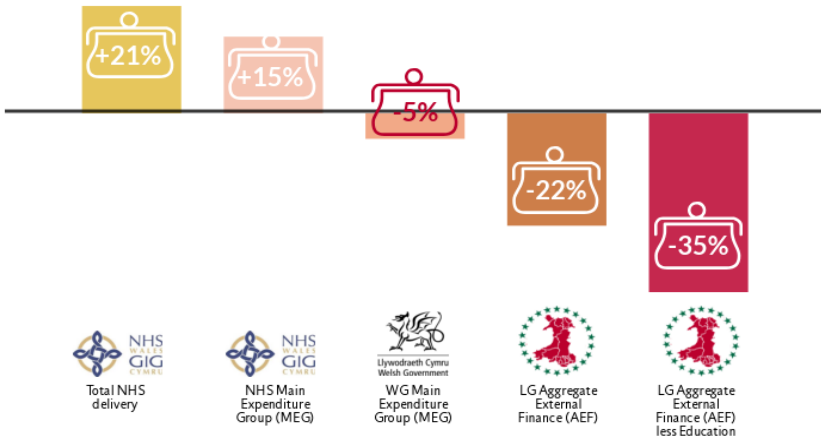 +21%
+15%
-5%
-22%
-35%
NHS
WALES
GIG
CYMRU
NHS
WALES
GIG
CYMRU
Llywodraeth Cymru
Welsh Government
Total NHS
delivery
NHS Main
Expenditure
Group (MEG)
WG Main
Expenditure
Group (MEG)
LG Aggregate
External
Finance (AEF)
LG Aggregate
External
Finance (AEF)
less Education